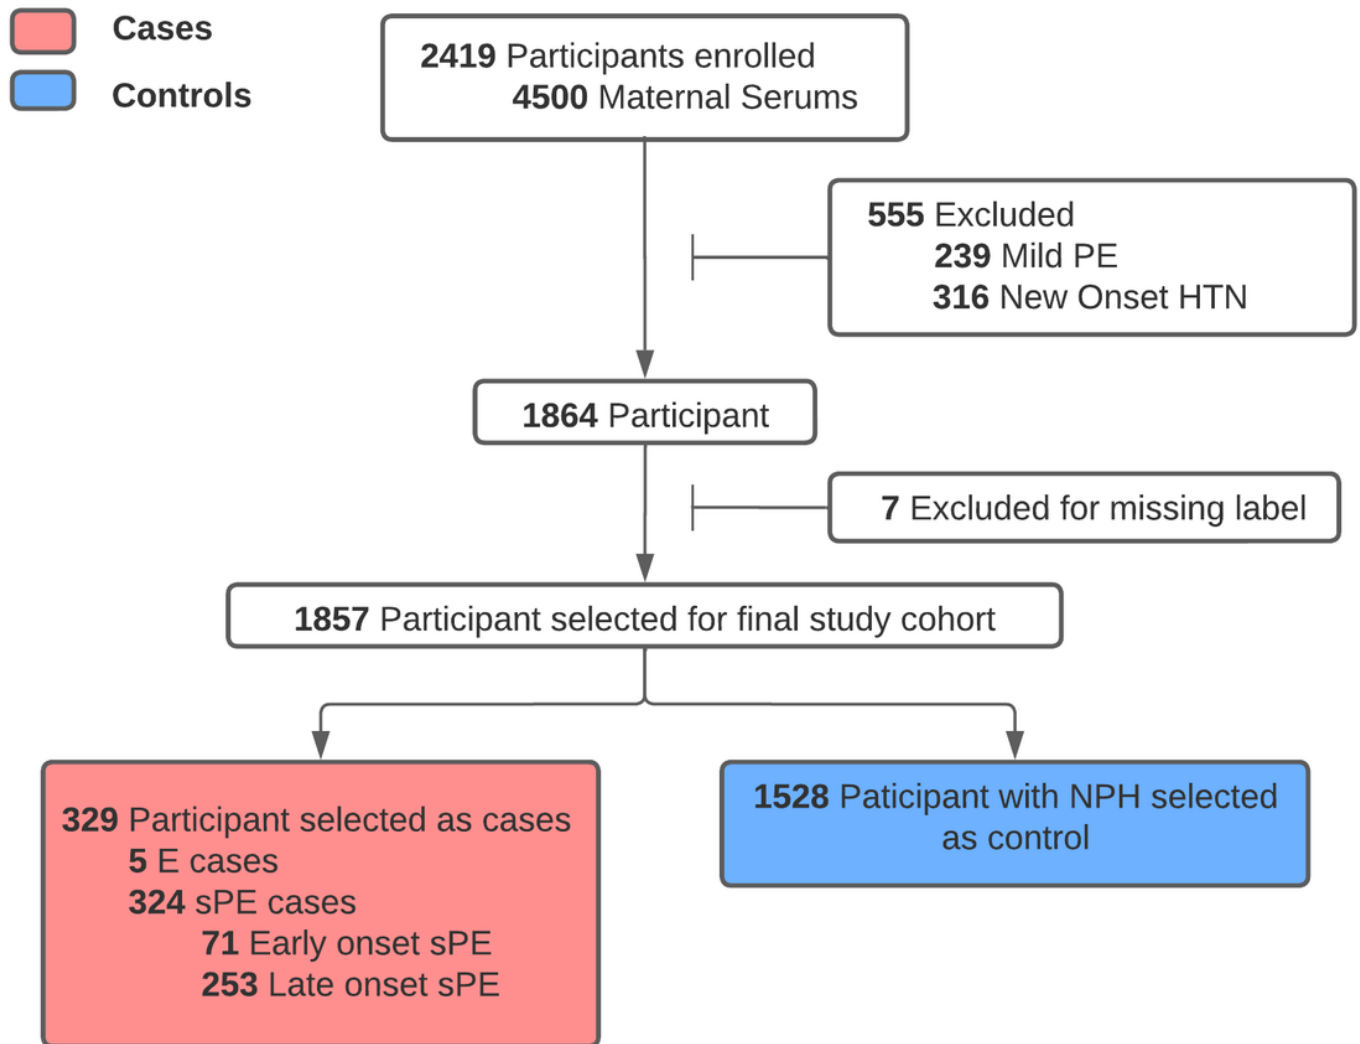 Cases
Controls
2419 Participants enrolled
4500 Maternal Serums
555 Excluded
239 Mild PE
316 New Onset HTN
1864 Participant
7 Excluded for missing label
1857 Participant selected for final study cohort
329 Participant selected as cases
5 E cases
324 sPE cases
71 Early onset sPE
253 Late onset sPE
1528 Paticipant with NPH selected
as control